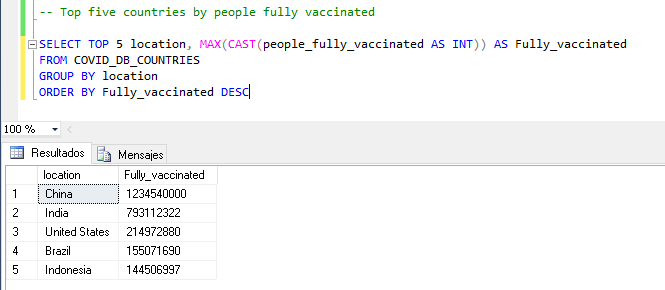 -- Top five countries by people fully vaccinated
SELECT TOP 5 location, MAX(CAST(people_fully_vaccinated AS INT)) AS Fully_vaccinated
FROM COVID_DB_COUNTRIES
GROUP BY location
ORDER BY Fully_vaccinated DESC
100 %
Resultados Mensajes
location Fully_vaccinated
1 China 1234540000
2 India 793112322
3 United States 214972880
4 Brazil 155071690
5 Indonesia 144506997